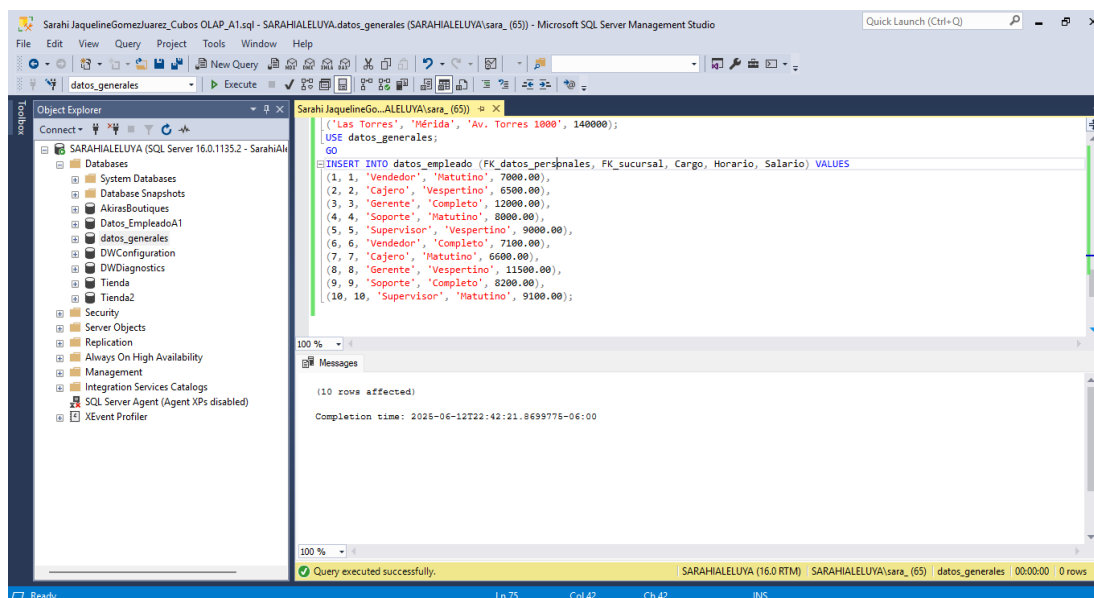 Sarahi JaquelineGomezJuarez_Cubos OLAP_A1.sql - SARAHIALELUYA.datos_generales (SARAHIALELUYA\sara_ (65)) - Microsoft SQL Server Management Studio
Quick Launch (Ctrl+Q)
File Edit View Query Project Tools Window Help
New Query
datos_generales
Execute
Toolbox
Object Explorer
Connect
SARAHIALELUYA (SQL Server 16.0.1135.2 - SarahiAle
Databases
System Databases
Database Snapshots
AkirasBoutiques
Datos_EmpleadoA1
datos_generales
DWConfiguration
DWDiagnostics
Tienda
Tienda2
Security
Server Objects
Replication
Always On High Availability
Management
Integration Services Catalogs
SQL Server Agent (Agent XPs disabled)
XEvent Profiler
Sarahi JaquelineGo...ALELUYA\sara_ (65))
('Las Torres', 'Mérida', 'Av. Torres 1000', 140000);
USE datos_generales;
GO
INSERT INTO datos_empleado (FK_datos_personales, FK_sucursal, Cargo, Horario, Salario) VALUES
(1, 1, 'Vendedor', 'Matutino', 7000.00),
(2, 2, 'Cajero', 'Vespertino', 6500.00),
(3, 3, 'Gerente', 'Completo', 12000.00),
(4, 4, 'Soporte', 'Matutino', 8000.00),
(5, 5, 'Supervisor', 'Vespertino', 9000.00),
(6, 6, 'Vendedor', 'Completo', 7100.00),
(7, 7, 'Cajero', 'Matutino', 6600.00),
(8, 8, 'Gerente', 'Vespertino', 11500.00),
(9, 9, 'Soporte', 'Completo', 8200.00),
(10, 10, 'Supervisor', 'Matutino', 9100.00);
100 %
Messages
(10 rows affected)
Completion time: 2025-06-12T22:42:21.8699775-06:00
100 %
Query executed successfully.
SARAHIALELUYA (16.0 RTM) SARAHIALELUYA\sara_ (65) datos_generales 00:00:00 0 rows
Ready Ln 75 Col 42 Ch 42 INS